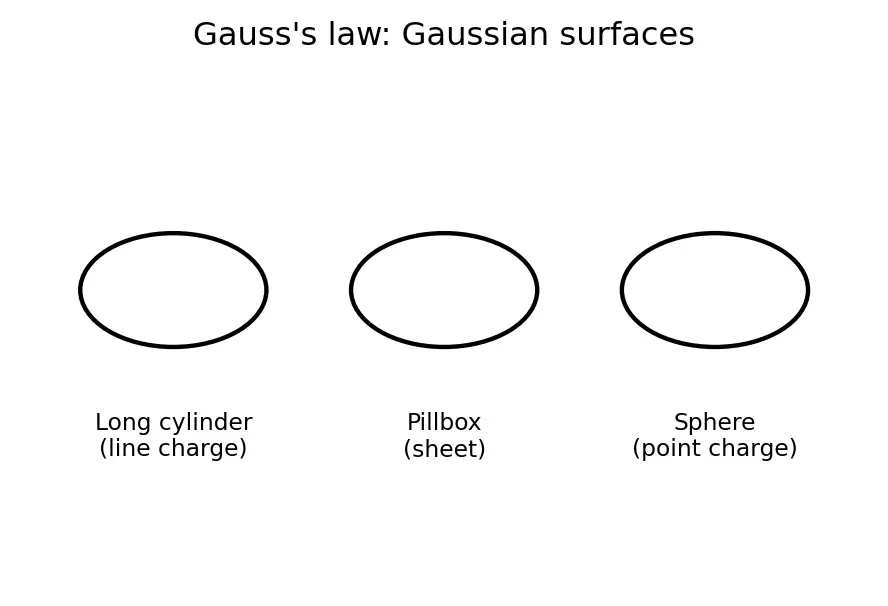 Gauss's law: Gaussian surfaces
Long cylinder
(line charge)
Pillbox
(sheet)
Sphere
(point charge)